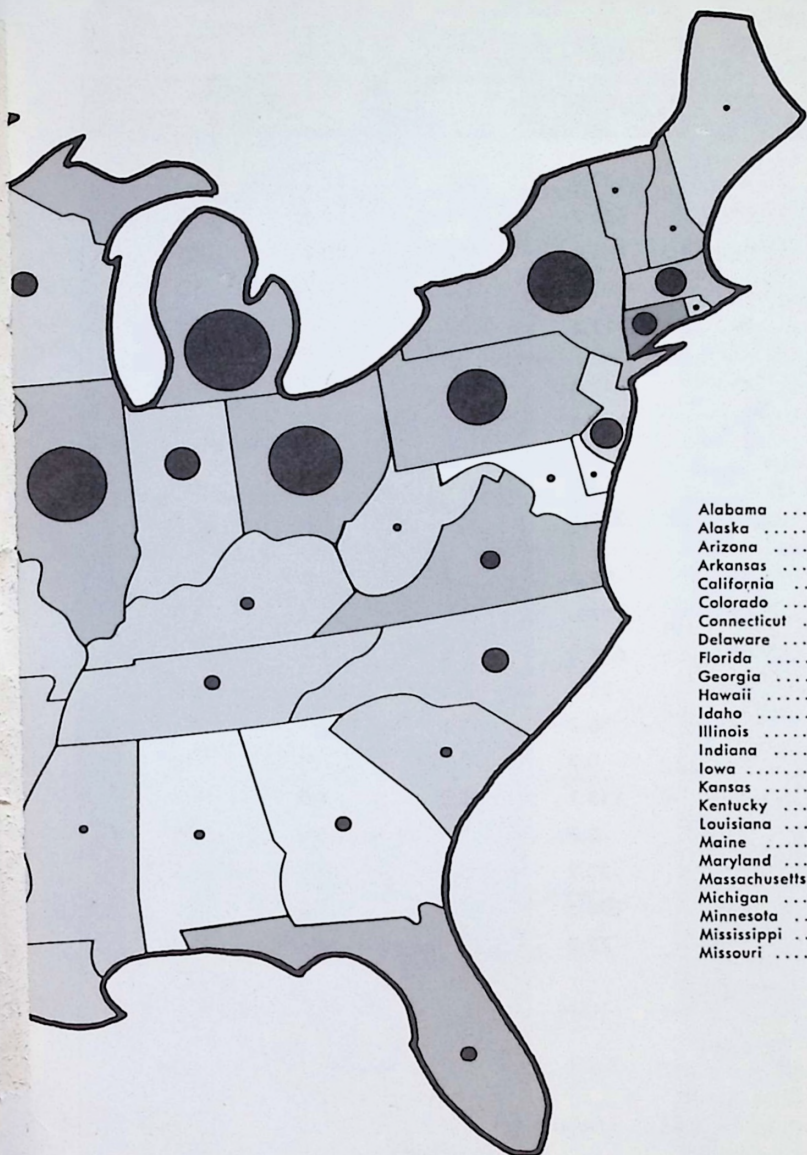 Alabama ...
Alaska .....
Arizona ....
Arkansas ...
California ..
Colorado ...
Connecticut .
Delaware ...
Florida .....
Georgia ....
Hawaii .....
Idaho ......
Illinois .....
Indiana ....
Iowa .......
Kansas .....
Kentucky ...
Louisiana ...
Maine .....
Maryland ...
Massachusetts
Michigan ...
Minnesota ..
Mississippi ..
Missouri ....